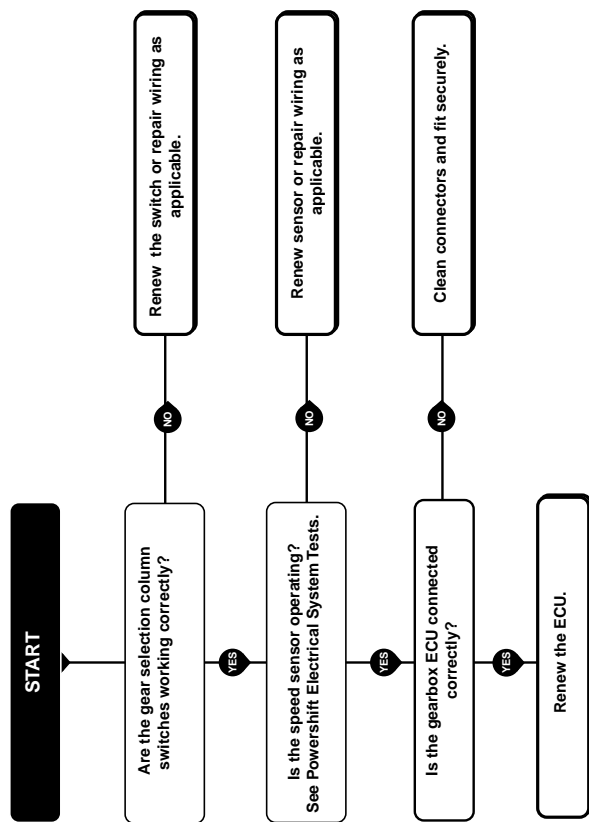 START
Are the gear selection column
switches working correctly?
NO
Renew the switch or repair wiring as
applicable.
YES
Is the speed sensor operating?
See Powershift Electrical System Tests.
NO
Renew sensor or repair wiring as
applicable.
YES
Is the gearbox ECU connected
correctly?
NO
Clean connectors and fit securely.
YES
Renew the ECU.